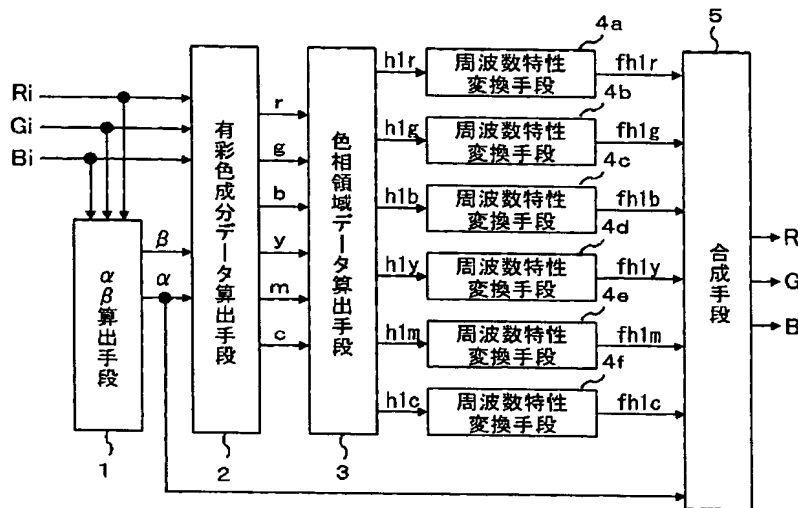 Ri
Gi
Bi
αβ算出手段
1
β
α
有彩色成分データ算出手段
2
r
g
b
y
m
c
色相領域データ算出手段
3
h1r
h1g
h1b
h1y
h1m
h1c
4a
周波数特性
変換手段
4b
周波数特性
変換手段
4c
周波数特性
変換手段
4d
周波数特性
変換手段
4e
周波数特性
変換手段
4f
周波数特性
変換手段
fh1r
fh1g
fh1b
fh1y
fh1m
fh1c
5
合成手段
R
G
B